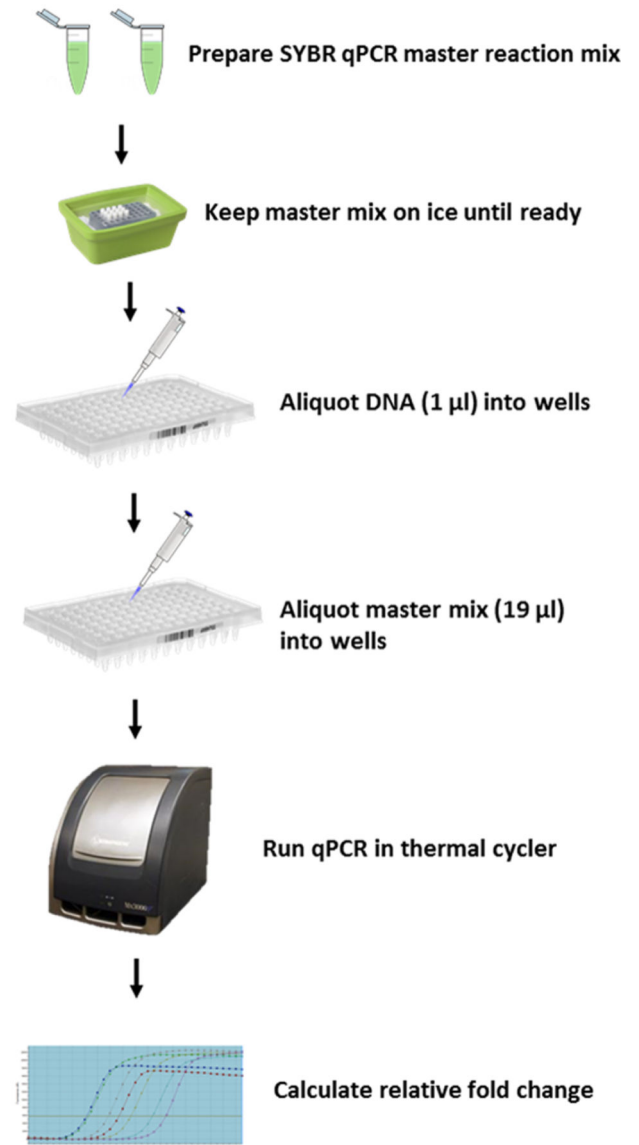 Prepare SYBR qPCR master reaction mix
Keep master mix on ice until ready
Aliquot DNA (1 µl) into wells
Aliquot master mix (19 µl)
into wells
Run qPCR in thermal cycler
Calculate relative fold change